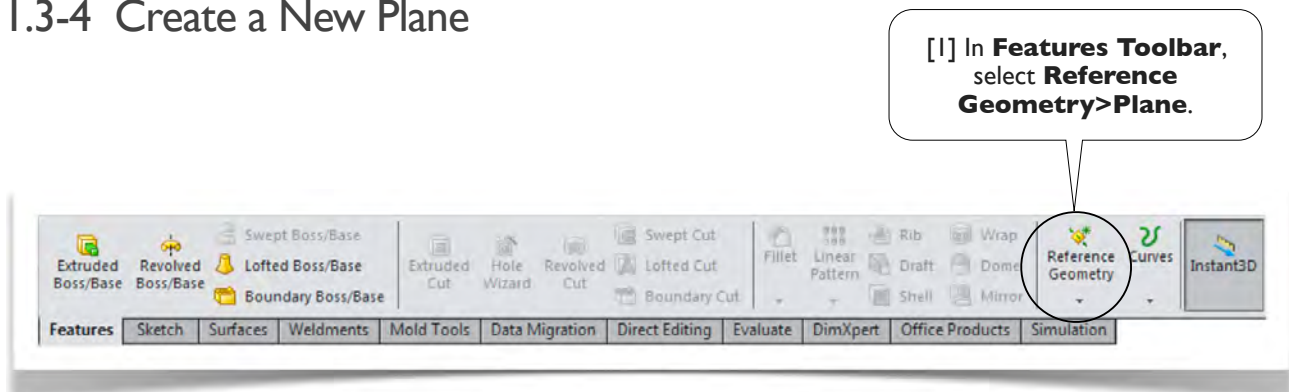 1.3-4 Create a New Plane
[1] In Features Toolbar,
select Reference
Geometry>Plane.
Extruded
Boss/Base
Revolved
Boss/Base
Swept Boss/Base
Lofted Boss/Base
Boundary Boss/Base
Extruded
Cut
Hole
Wizard
Revolved
Cut
Swept Cut
Lofted Cut
Boundary Cut
Fillet
Linear
Pattern
Rib
Draft
Shell
Wrap
Dome
Mirror
Reference
Geometry
Curves
Instant3D
Features Sketch Surfaces Weldments Mold Tools Data Migration Direct Editing Evaluate DimXpert Office Products Simulation